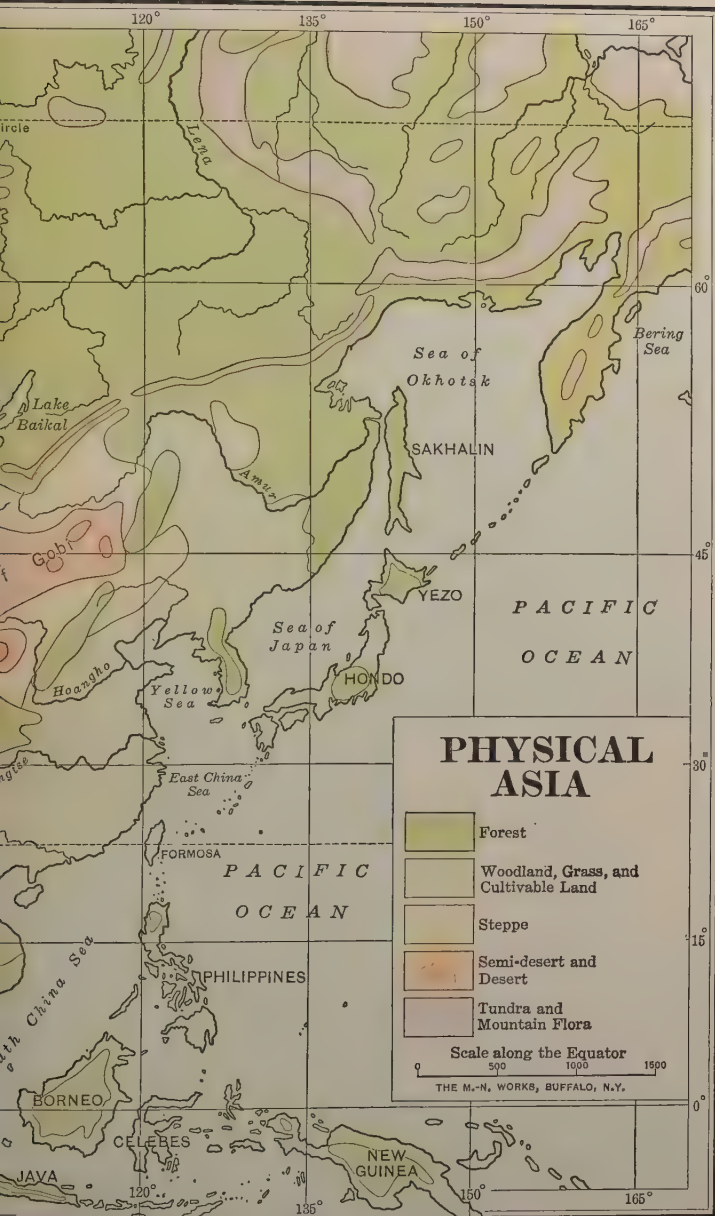 120°
135°
150°
165°
ircle
Lena
60°
Bering
Sea
Sea of
Okhotsk
Lake
Baikal
SAKHALIN
Amur
Gobi
45°
YEZO
PACIFIC
OCEAN
Sea of
Japan
Hoangho
Yellow
Sea
HONDO
PHYSICAL
ASIA
30°
ngtse
East China
Sea
Forest
FORMOSA
PACIFIC
OCEAN
Woodland, Grass, and
Cultivable Land
Steppe
15°
uth China Sea
PHILIPPINES
Semi-desert and
Desert
Tundra and
Mountain Flora
Scale along the Equator
0 500 1000 1500
THE M.-N. WORKS, BUFFALO, N.Y.
BORNEO
0°
CELEBES
NEW
GUINEA
JAVA
120°
135°
150°
165°